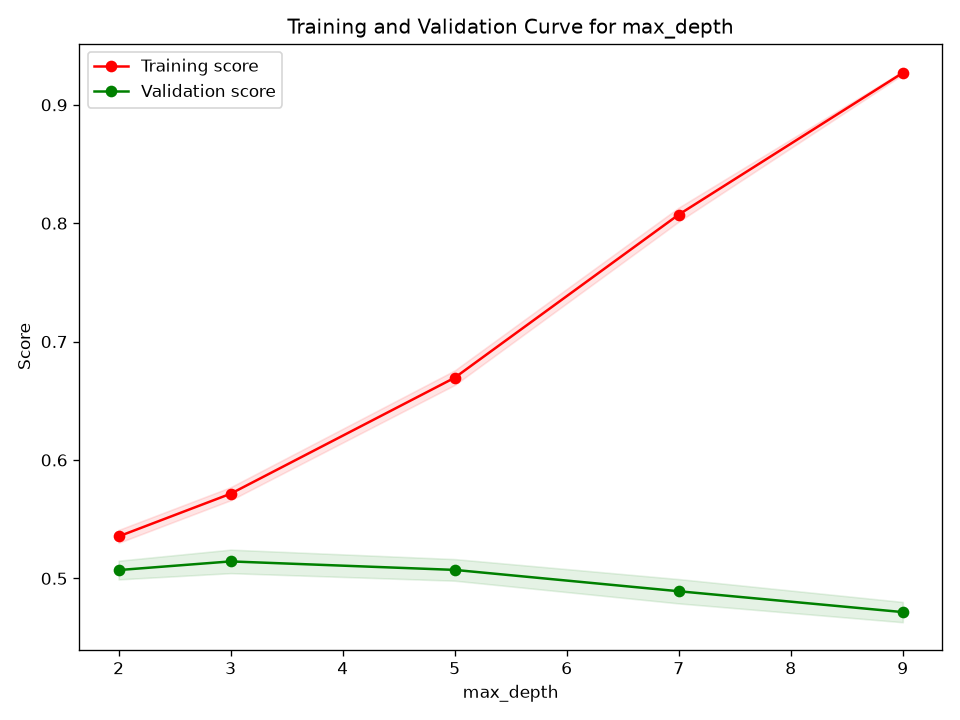 Training and Validation Curve for max_depth
Training score
Validation score
Score
0.9
0.8
0.7
0.6
0.5
2 3 4 5 6 7 8 9
max_depth